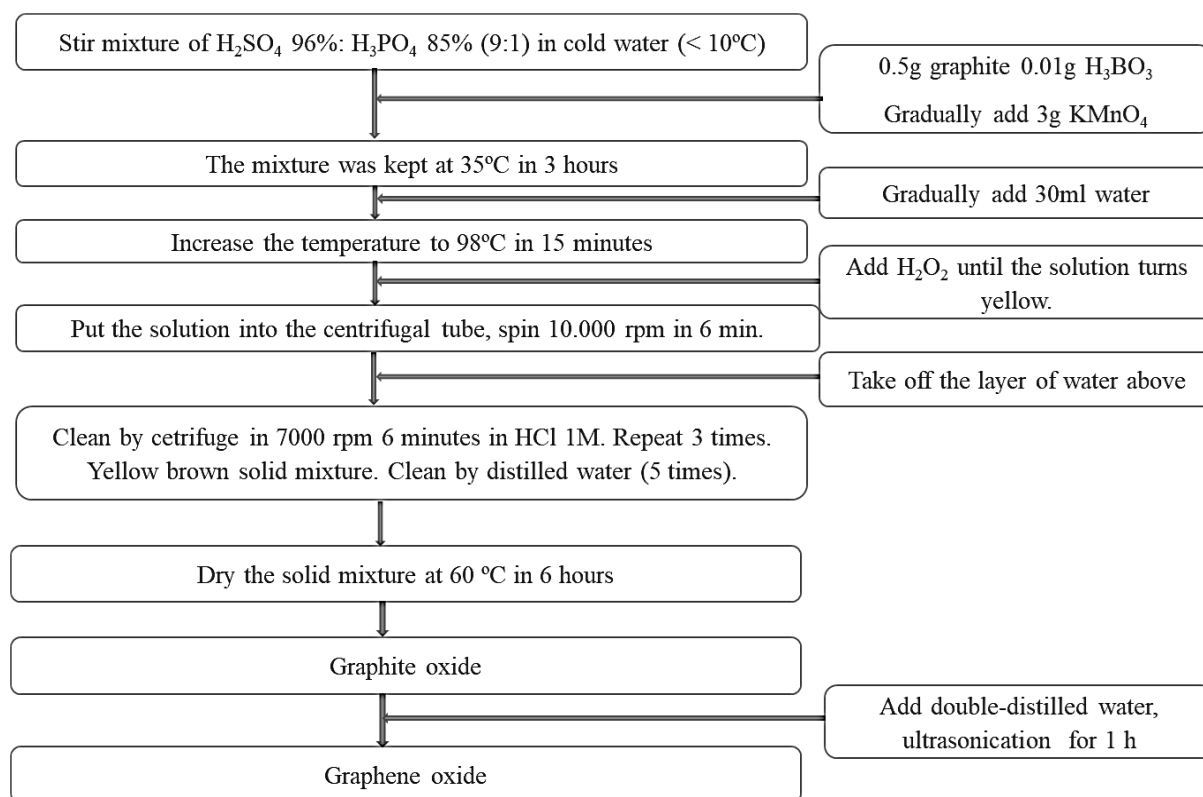 Stir mixture of H₂SO₄ 96%: H₃PO₄ 85% (9:1) in cold water (< 10ºC)
0.5g graphite 0.01g H₃BO₃
Gradually add 3g KMnO₄
The mixture was kept at 35ºC in 3 hours
Gradually add 30ml water
Increase the temperature to 98ºC in 15 minutes
Add H₂O₂ until the solution turns
yellow.
Put the solution into the centrifugal tube, spin 10.000 rpm in 6 min.
Take off the layer of water above
Clean by cetrifuge in 7000 rpm 6 minutes in HCl 1M. Repeat 3 times.
Yellow brown solid mixture. Clean by distilled water (5 times).
Dry the solid mixture at 60 ºC in 6 hours
Graphite oxide
Add double-distilled water,
ultrasonication for 1 h
Graphene oxide